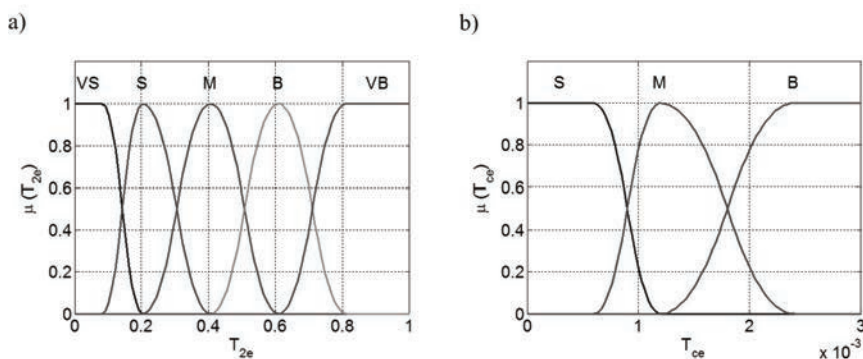 a)
VS S M B VB
1
0.8
0.6
0.4
0.2
0
μ (T2e)
0 0.2 0.4 0.6 0.8 1
T2e
b)
S M B
1
0.8
0.6
0.4
0.2
0
μ (Tce)
0 1 2 3
Tce
x 10-3